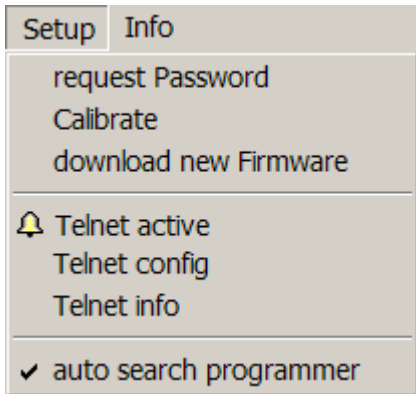 Setup Info
request Password
Calibrate
download new Firmware
Telnet active
Telnet config
Telnet info
auto search programmer